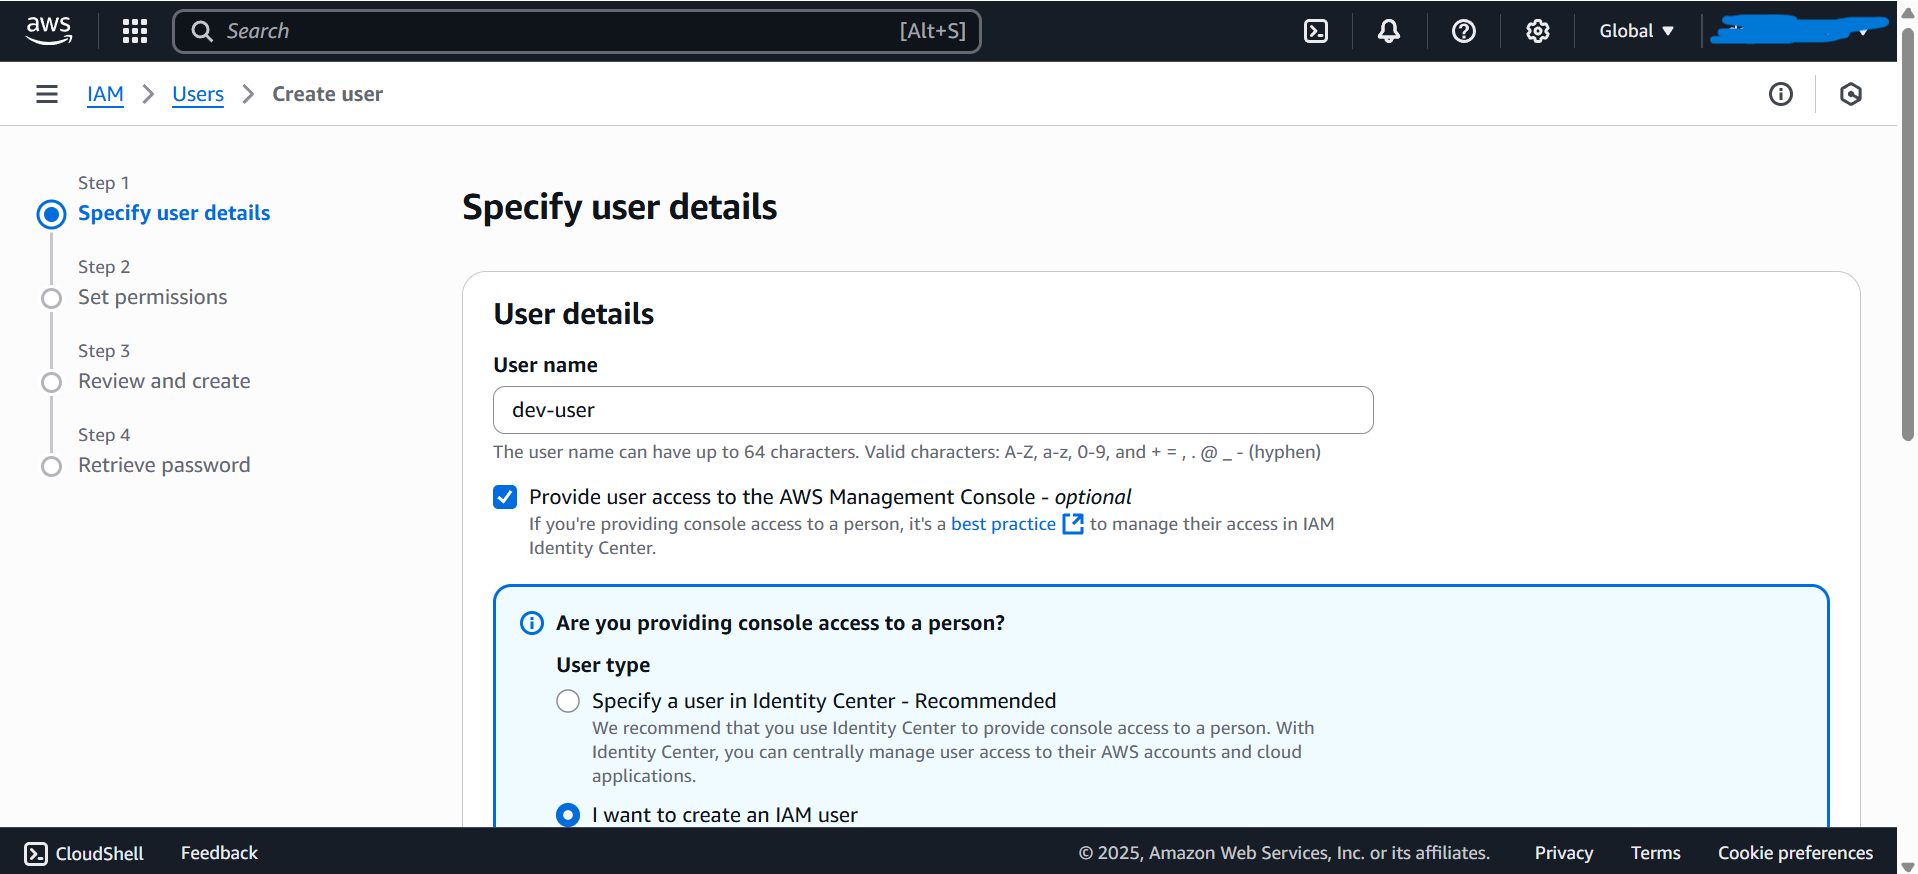 aws
Search [Alt+S]
Global
IAM > Users > Create user
Step 1
Specify user details
Step 2
Set permissions
Step 3
Review and create
Step 4
Retrieve password
Specify user details
User details
User name
dev-user
The user name can have up to 64 characters. Valid characters: A-Z, a-z, 0-9, and + = , . @ _ - (hyphen)
Provide user access to the AWS Management Console - optional
If you're providing console access to a person, it's a best practice to manage their access in IAM
Identity Center.
Are you providing console access to a person?
User type
Specify a user in Identity Center - Recommended
We recommend that you use Identity Center to provide console access to a person. With
Identity Center, you can centrally manage user access to their AWS accounts and cloud
applications.
I want to create an IAM user
CloudShell Feedback © 2025, Amazon Web Services, Inc. or its affiliates. Privacy Terms Cookie preferences